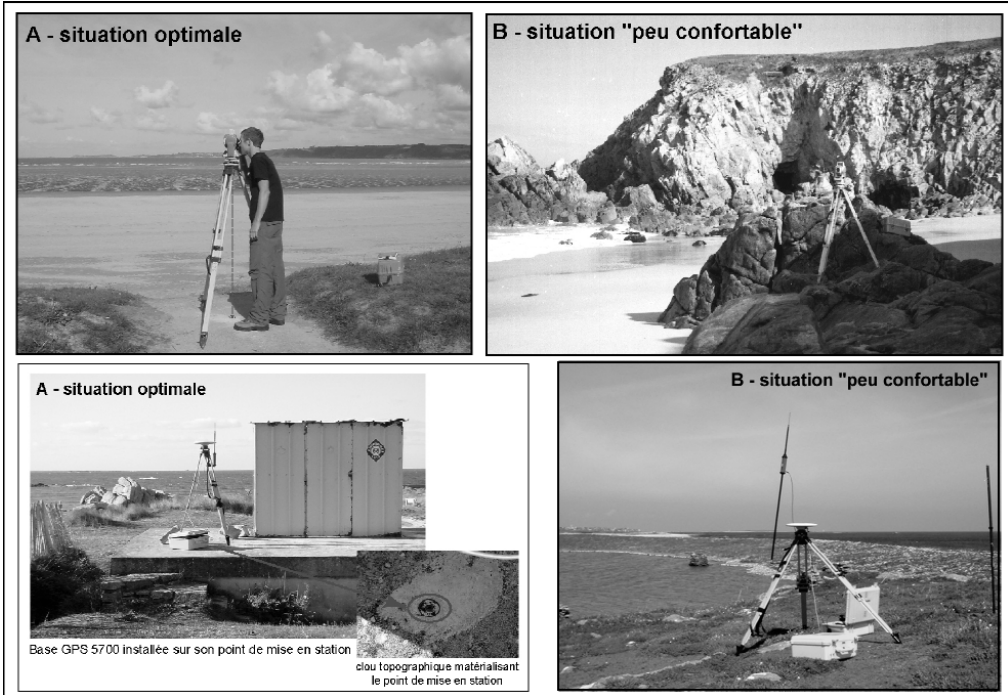 A - situation optimale
B - situation "peu confortable"
A - situation optimale
B - situation "peu confortable"
Base GPS 5700 installée sur son point de mise en station
clou topographique matérialisant
le point de mise en station